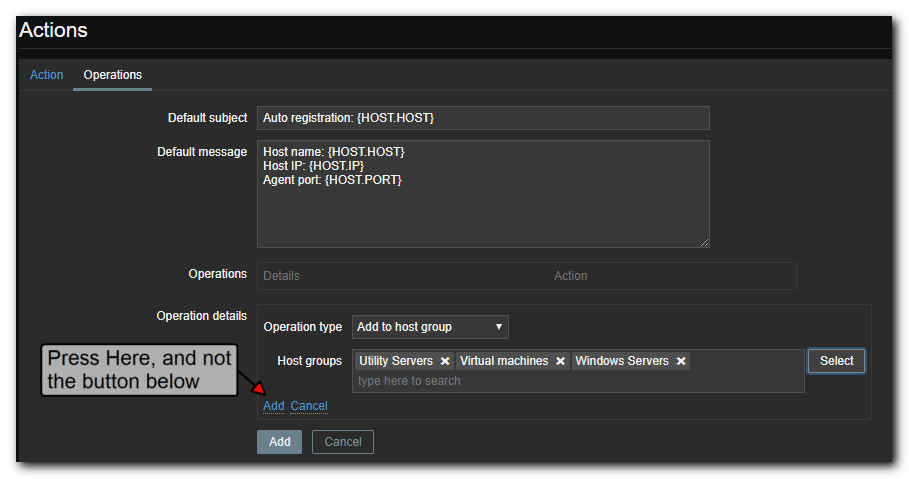 Actions
Action Operations
Default subject Auto registration: {HOST.HOST}
Default message Host name: {HOST.HOST}
Host IP: {HOST.IP}
Agent port: {HOST.PORT}
Operations Details Action
Operation details
Operation type Add to host group
Host groups Utility Servers Virtual machines Windows Servers Select
type here to search
Press Here, and not
the button below
Add Cancel
Add Cancel